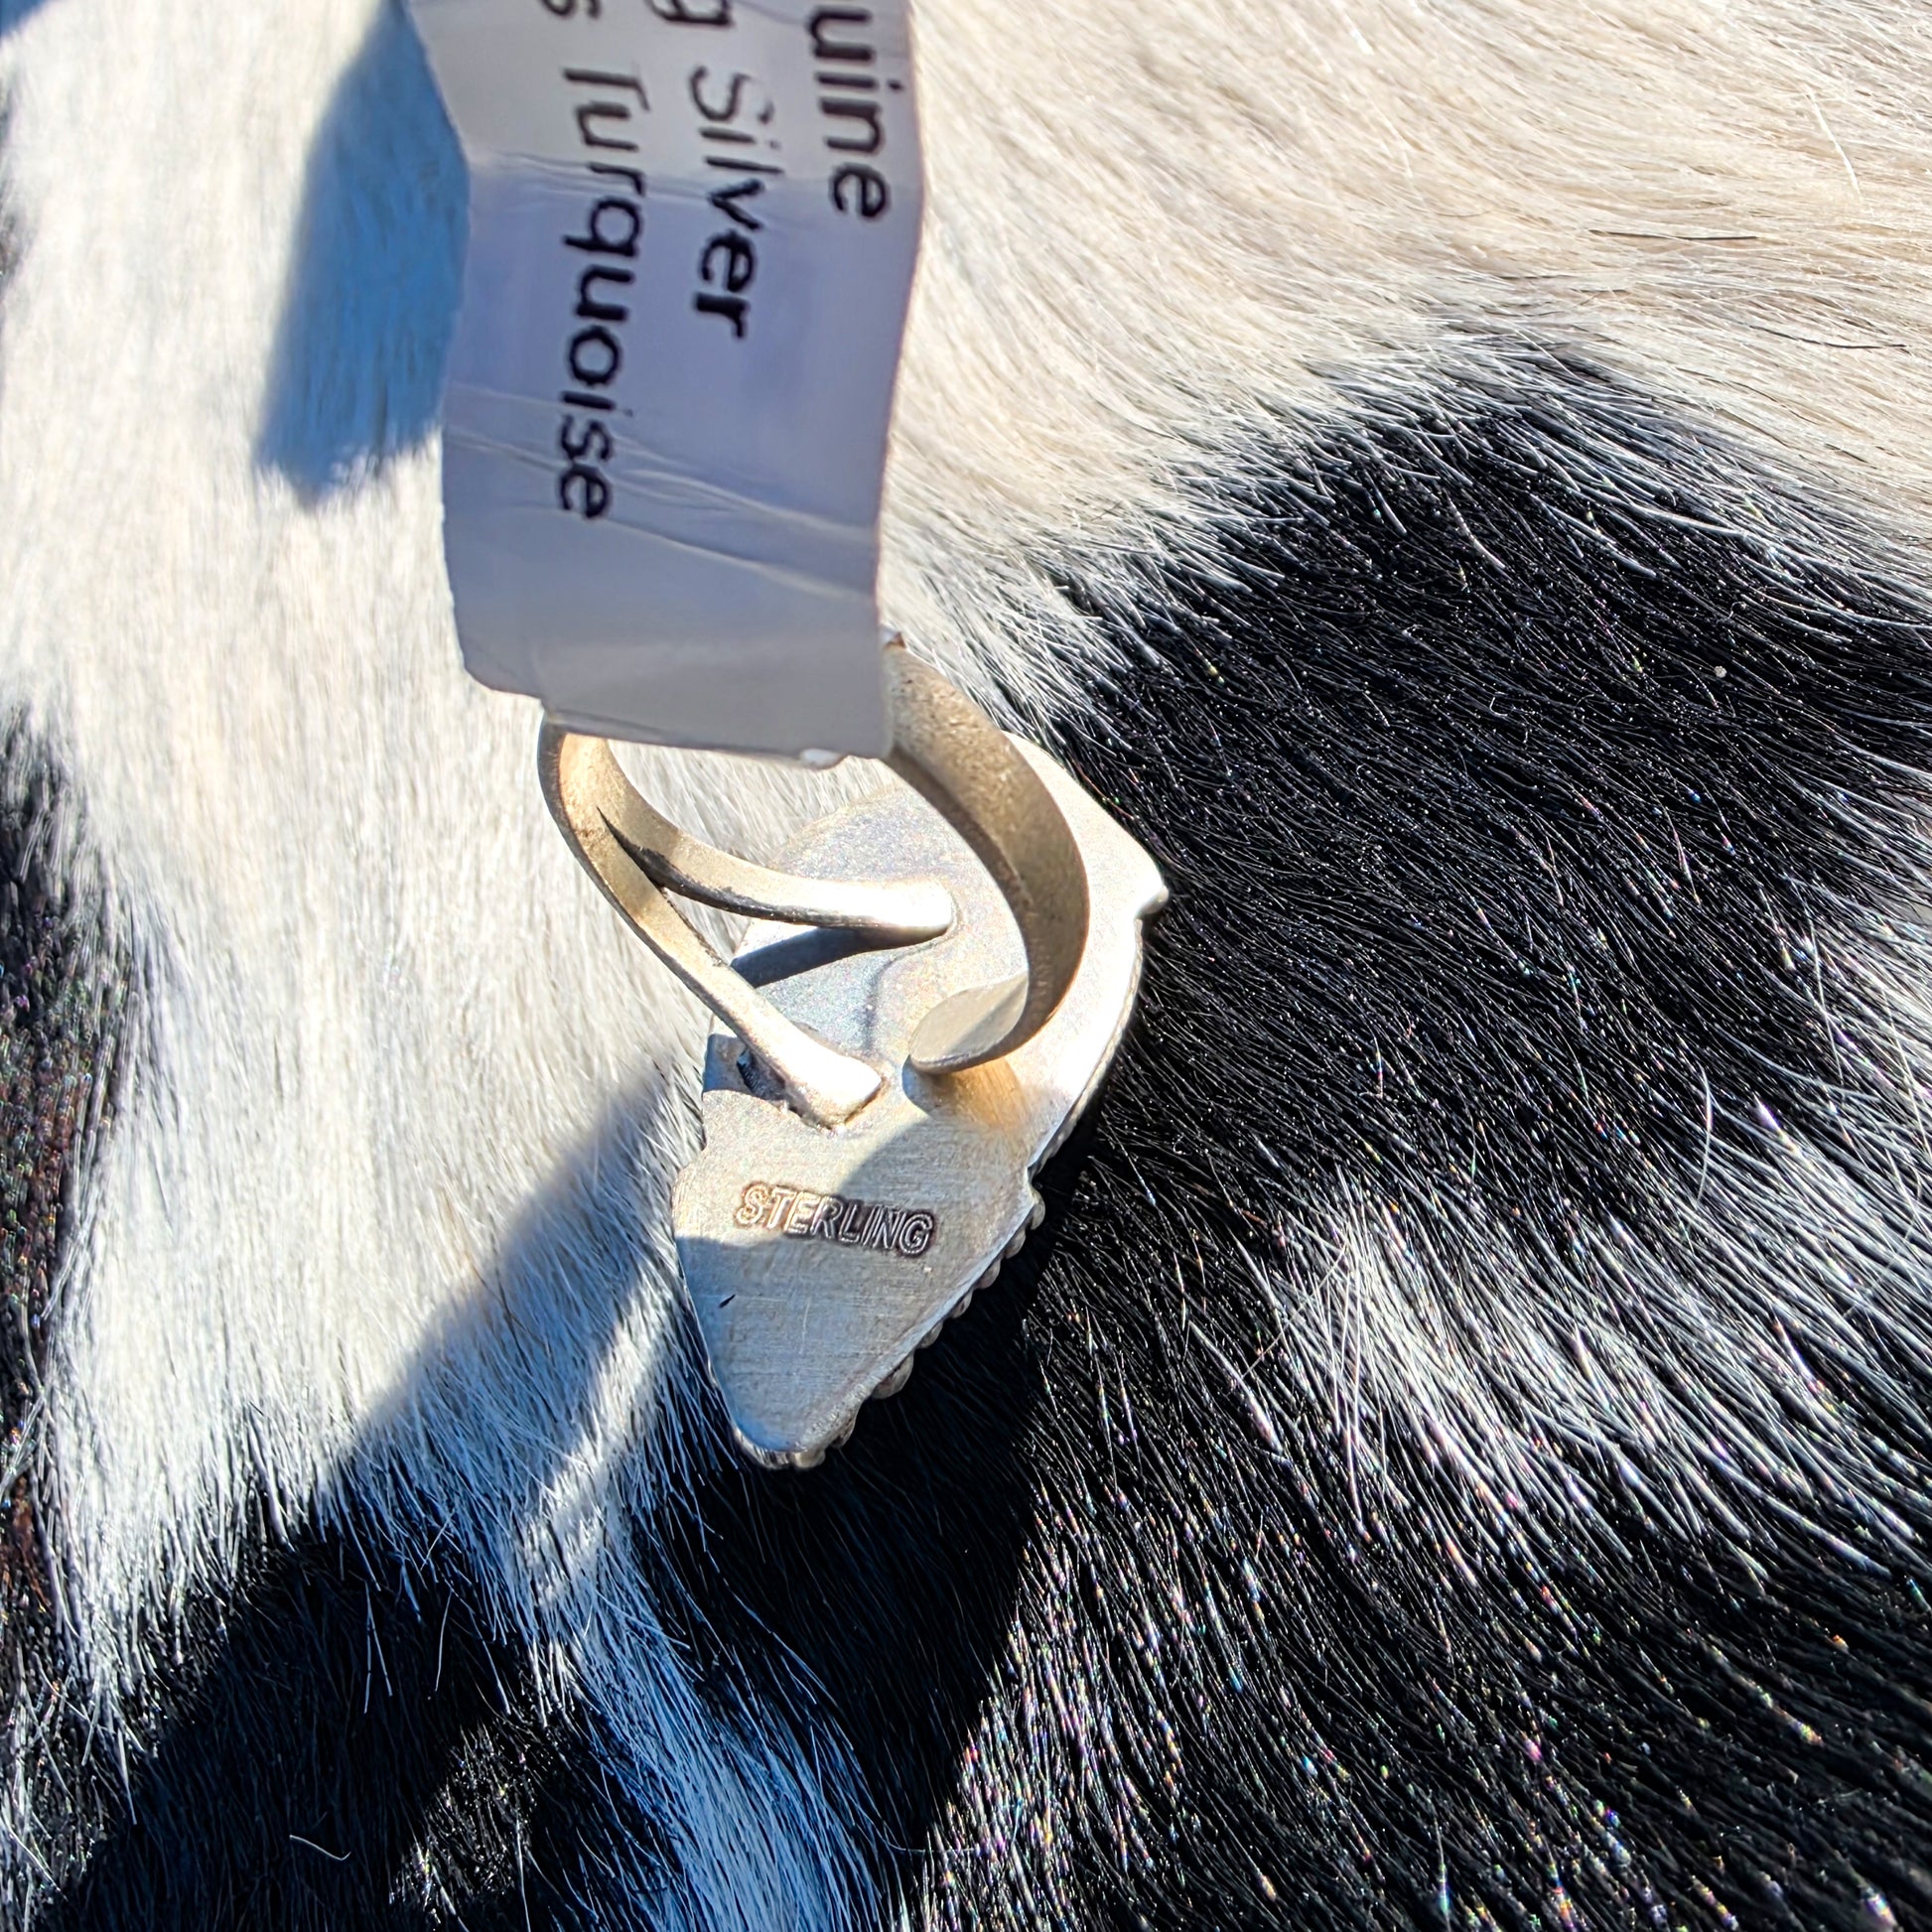 uine
g Silver
s Turquoise
STERLING